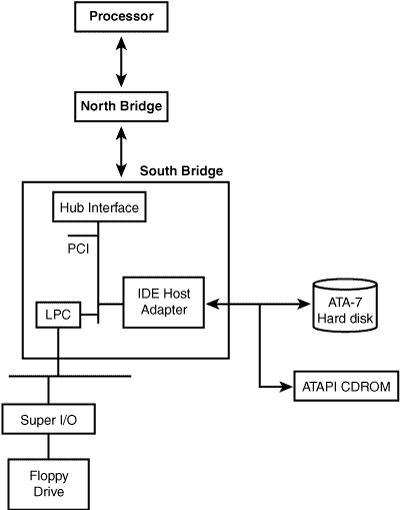 Processor
North Bridge
South Bridge
Hub Interface
PCI
IDE Host
Adapter
LPC
ATA-7
Hard disk
ATAPI CDROM
Super I/O
Floppy
Drive